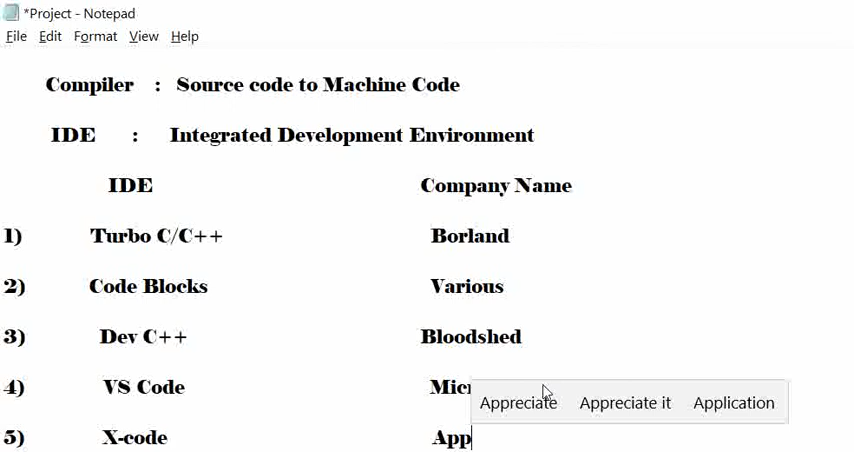 *Project - Notepad
File Edit Format View Help
Compiler : Source code to Machine Code
IDE : Integrated Development Environment
IDE Company Name
1) Turbo C/C++ Borland
2) Code Blocks Various
3) Dev C++ Bloodshed
4) VS Code
Appreciate Appreciate it Application
5) X-code App